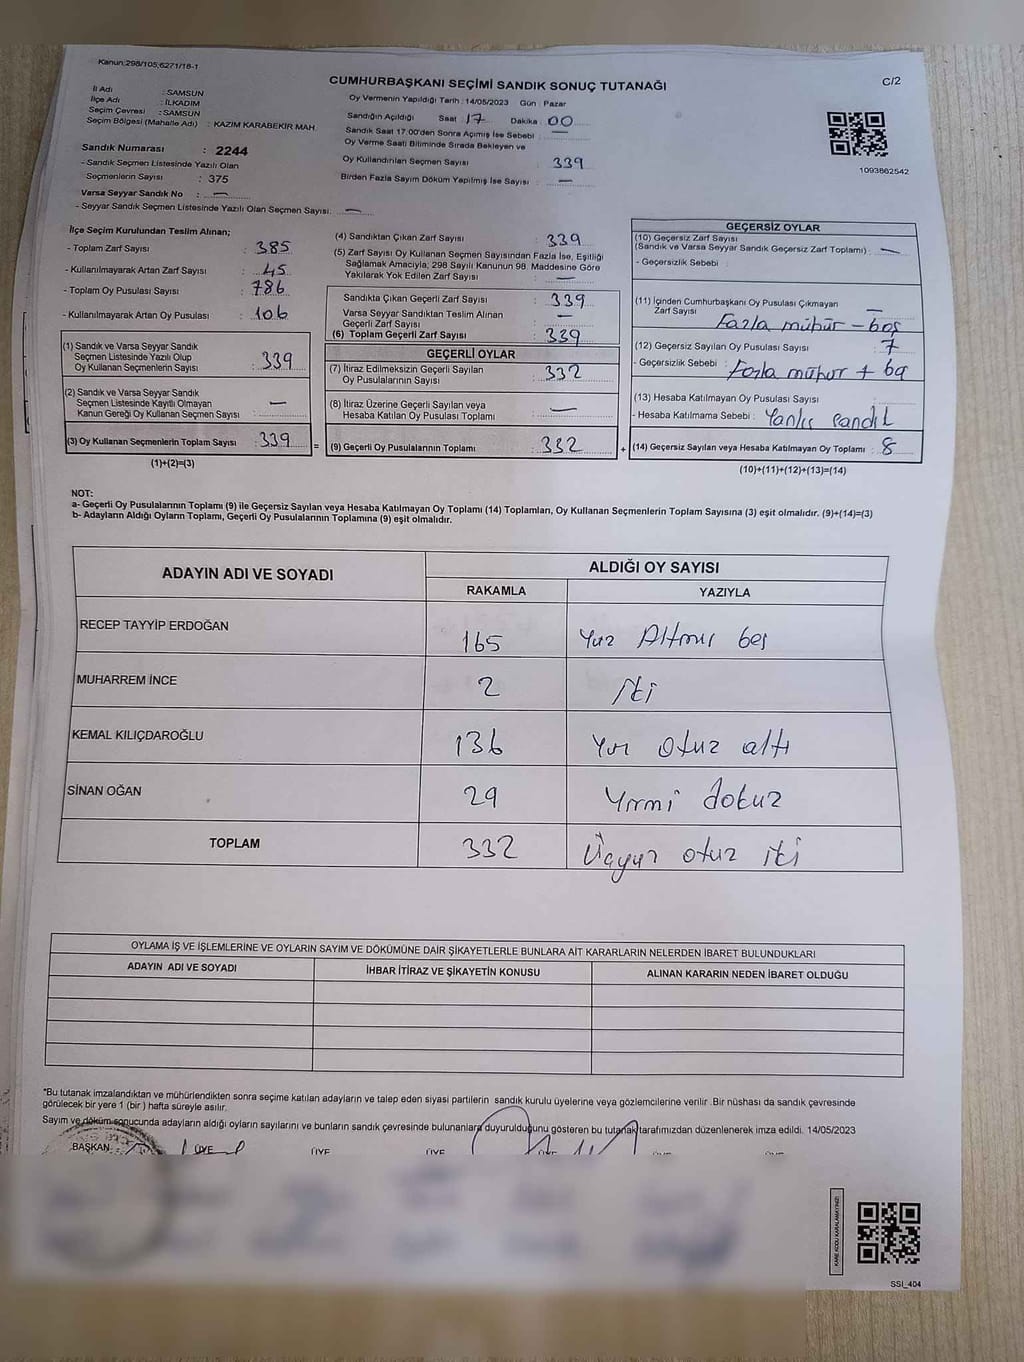 Kanun:298/105;6271/18-1
C/2
CUMHURBAŞKANI SEÇİMİ SANDIK SONUÇ TUTANAĞI
İl Adı : SAMSUN
İlçe Adı : İLKADIM
Seçim Çevresi : SAMSUN
Seçim Bölgesi (Mahalle Adı) : KAZIM KARABEKİR MAH.
Sandık Numarası : 2244
- Sandık Seçmen Listesinde Yazılı Olan
Seçmenlerin Sayısı : 375
Varsa Seyyar Sandık No : —
- Seyyar Sandık Seçmen Listesinde Yazılı Olan Seçmen Sayısı: —
Oy Vermenin Yapıldığı Tarih : 14/05/2023 Gün : Pazar
Sandığın Açıldığı Saat 17 Dakika 00
Sandık Saat 17.00'den Sonra Açımış İse Sebebi : —
Oy Verme Saati Bitiminde Sırada Bekleyen ve
Oy Kullandırılan Seçmen Sayısı : 339
Birden Fazla Sayım Döküm Yapılmış İse Sayısı : —
1093862542
İlçe Seçim Kurulundan Teslim Alınan;
- Toplam Zarf Sayısı : 385
- Kullanılmayarak Artan Zarf Sayısı : 45
- Toplam Oy Pusulası Sayısı : 786
- Kullanılmayarak Artan Oy Pusulası : 106
(1) Sandık ve Varsa Seyyar Sandık
Seçmen Listesinde Yazılı Olup
Oy Kullanan Seçmenlerin Sayısı : 339
(2) Sandık ve Varsa Seyyar Sandık
Seçmen Listesinde Kayıtlı Olmayan
Kanun Gereği Oy Kullanan Seçmen Sayısı : —
(3) Oy Kullanan Seçmenlerin Toplam Sayısı : 339 =
(1)+(2)=(3)
(4) Sandıktan Çıkan Zarf Sayısı : 339
(5) Zarf Sayısı Oy Kullanan Seçmen Sayısından Fazla İse, Eşitliği
Sağlamak Amacıyla; 298 Sayılı Kanunun 98. Maddesine Göre
Yakılarak Yok Edilen Zarf Sayısı : —
Sandıkta Çıkan Geçerli Zarf Sayısı : 339
Varsa Seyyar Sandıktan Teslim Alınan
Geçerli Zarf Sayısı : —
(6) Toplam Geçerli Zarf Sayısı : 339
GEÇERLİ OYLAR
(7) İtiraz Edilmeksizin Geçerli Sayılan
Oy Pusulalarının Sayısı : 332
(8) İtiraz Üzerine Geçerli Sayılan veya
Hesaba Katılan Oy Pusulası Toplamı : —
(9) Geçerli Oy Pusulalarının Toplamı : 332 +
GEÇERSİZ OYLAR
(10) Geçersiz Zarf Sayısı
(Sandık ve Varsa Seyyar Sandık Geçersiz Zarf Toplamı) : —
- Geçersizlik Sebebi :
(11) İçinden Cumhurbaşkanı Oy Pusulası Çıkmayan
Zarf Sayısı : —
Fazla mühür - boş
(12) Geçersiz Sayılan Oy Pusulası Sayısı : 7
- Geçersizlik Sebebi : Fazla mühür +
(13) Hesaba Katılmayan Oy Pusulası Sayısı :
- Hesaba Katılmama Sebebi : Yanlış sandık
(14) Geçersiz Sayılan veya Hesaba Katılmayan Oy Toplamı : 8
(10)+(11)+(12)+(13)=(14)
NOT:
a- Geçerli Oy Pusulalarının Toplamı (9) ile Geçersiz Sayılan veya Hesaba Katılmayan Oy Toplamı (14) Toplamları, Oy Kullanan Seçmenlerin Toplam Sayısına (3) eşit olmalıdır. (9)+(14)=(3)
b- Adayların Aldığı Oyların Toplamı, Geçerli Oy Pusulalarının Toplamına (9) eşit olmalıdır.
ADAYIN ADI VE SOYADI ALDIĞI OY SAYISI
RAKAMLA YAZIYLA
RECEP TAYYİP ERDOĞAN 165 Yüz Altmış beş
MUHARREM İNCE 2 iki
KEMAL KILIÇDAROĞLU 136 Yüz otuz altı
SİNAN OĞAN 29 Yirmi dokuz
TOPLAM 332 Üçyüz otuz iki
OYLAMA İŞ VE İŞLEMLERİNE VE OYLARIN SAYIM VE DÖKÜMÜNE DAİR ŞİKAYETLERLE BUNLARA AİT KARARLARIN NELERDEN İBARET BULUNDUKLARI
ADAYIN ADI VE SOYADI İHBAR İTİRAZ VE ŞİKAYETİN KONUSU ALINAN KARARIN NEDEN İBARET OLDUĞU
*Bu tutanak imzalandıktan ve mühürlendikten sonra seçime katılan adayların ve talep eden siyasi partilerin sandık kurulu üyelerine veya gözlemcilerine verilir .Bir nüshası da sandık çevresinde
görülecek bir yere 1 (bir ) hafta süreyle asılır.
Sayım ve döküm sonucunda adayların aldığı oyların sayılarını ve bunların sandık çevresinde bulunanlara duyurulduğunu gösteren bu tutanak tarafımızdan düzenlenerek imza edildi. 14/05/2023
BAŞKAN ÜYE ÜYE ÜYE ÜYE ÜYE ÜYE
KARE KODU KARALAMAYINIZ!
SSI_404